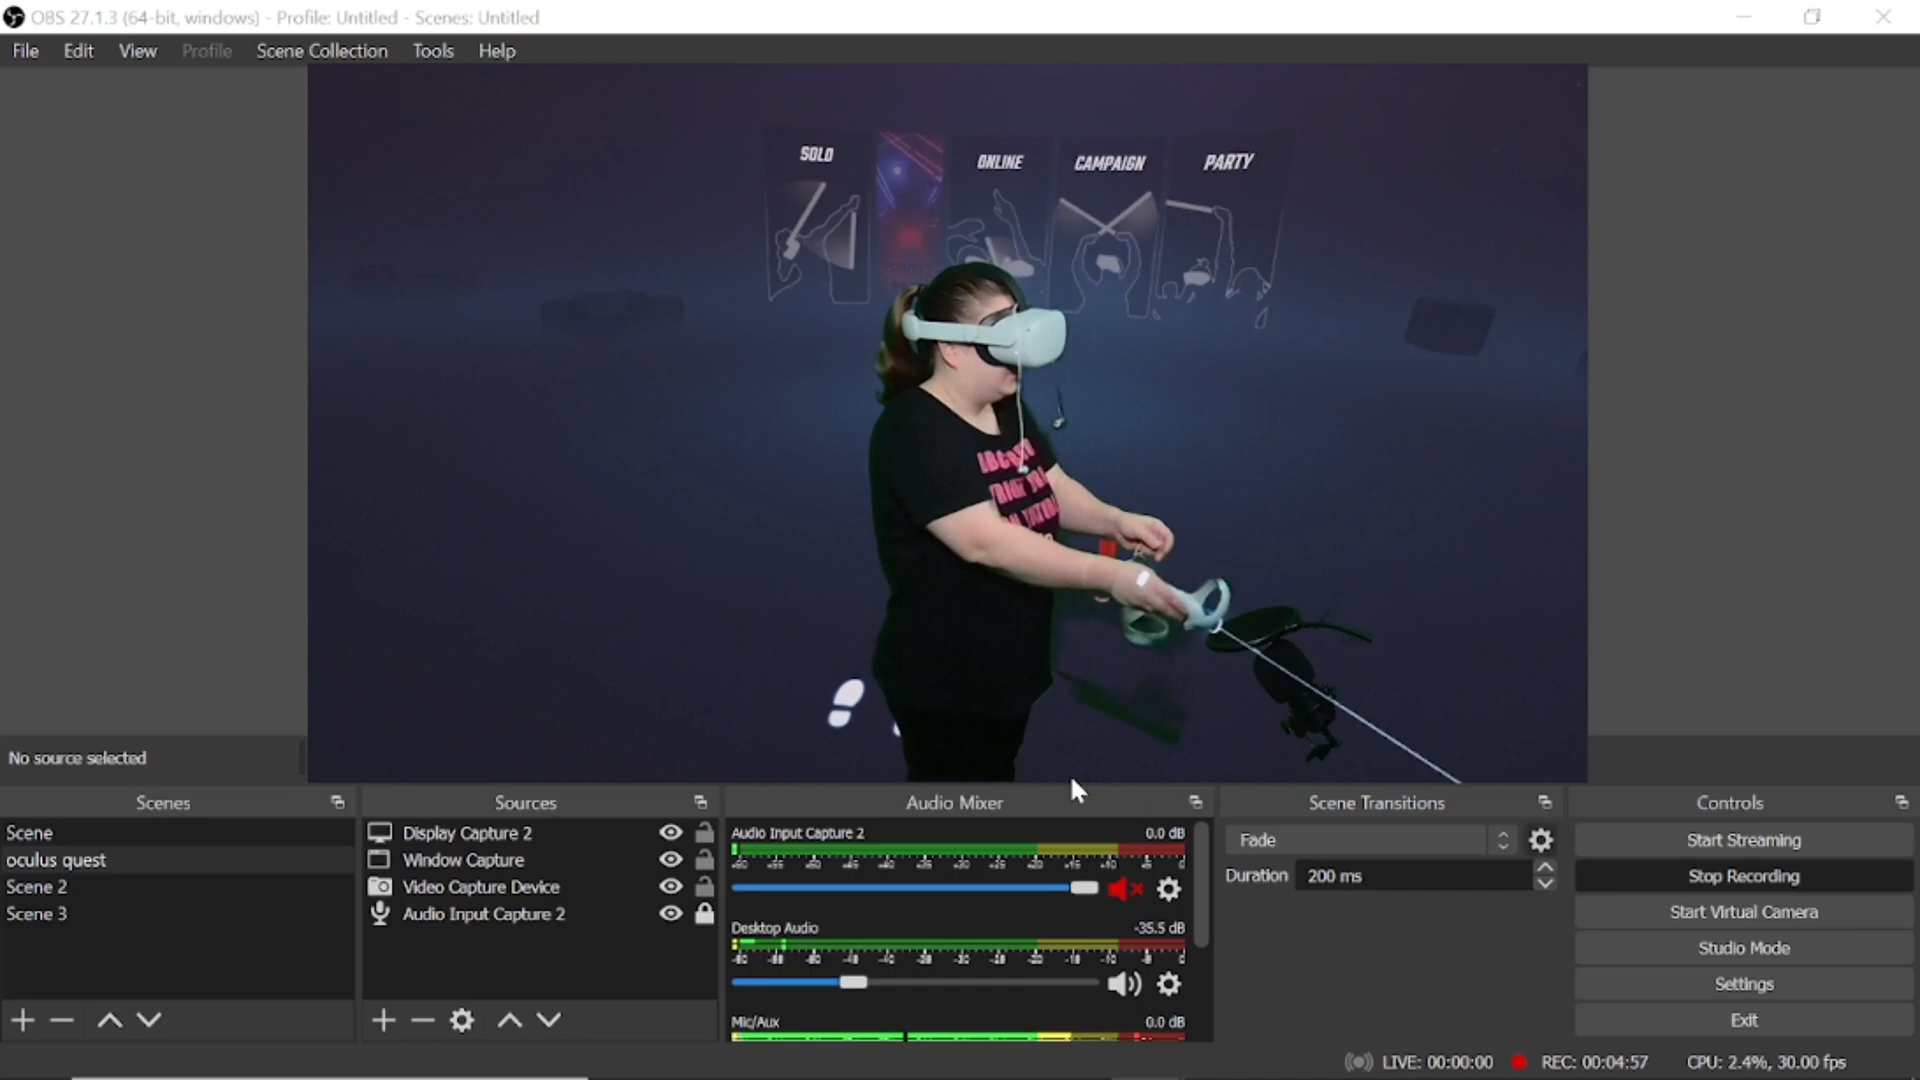 OBS 27.1.3 (64-bit, windows) - Profile: Untitled - Scenes: Untitled
File Edit View Profile Scene Collection Tools Help
SOLO ONLINE CAMPAIGN PARTY
No source selected
Scenes Sources Audio Mixer Scene Transitions Controls
Scene
oculus quest
Scene 2
Scene 3
Display Capture 2
Window Capture
Video Capture Device
Audio Input Capture 2
Audio Input Capture 2 0.0 dB
Desktop Audio -35.5 dB
Mic/Aux 0.0 dB
Fade
Duration 200 ms
Start Streaming
Stop Recording
Start Virtual Camera
Studio Mode
Settings
Exit
LIVE: 00:00:00 REC: 00:04:57 CPU: 2.4%, 30.00 fps